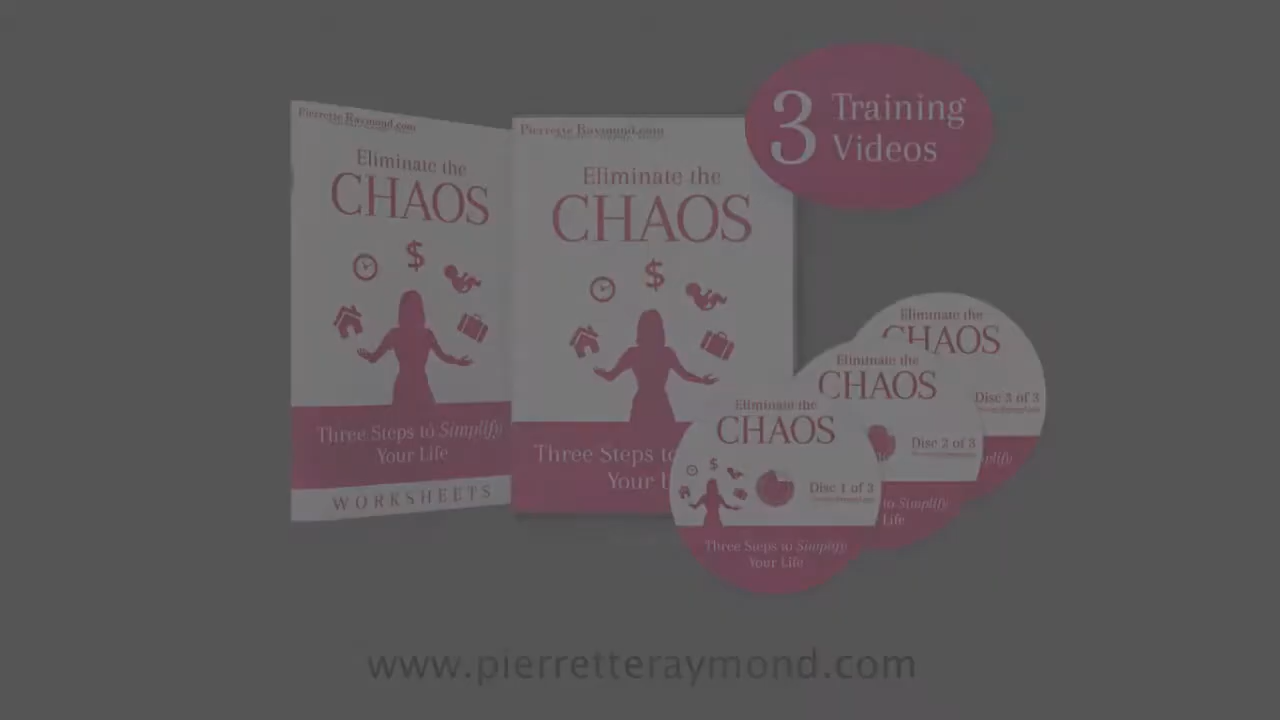 PierretteRaymond.com
Eliminate the
CHAOS
Three Steps to Simplify
Your Life
WORKSHEETS
PierretteRaymond.com
Eliminate the
CHAOS
Three Steps to
Your L
3 Training
Videos
Eliminate the
CHAOS
Disc 3 of 3
plify
Eliminate the
CHAOS
Disc 2 of 3
to Simplify
Life
Eliminate the
CHAOS
Disc 1 of 3
Three Steps to Simplify
Your Life
www.pierretteraymond.com